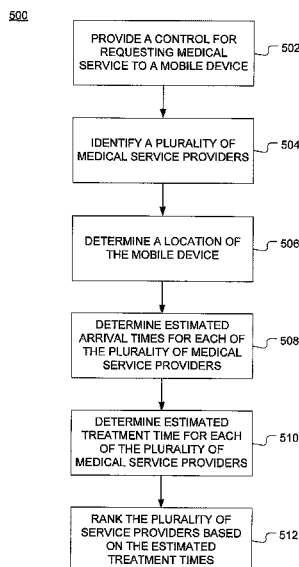 500
PROVIDE A CONTROL FOR
REQUESTING MEDICAL
SERVICE TO A MOBILE DEVICE
502
IDENTIFY A PLURALITY OF
MEDICAL SERVICE PROVIDERS
504
DETERMINE A LOCATION OF
THE MOBILE DEVICE
506
DETERMINE ESTIMATED
ARRIVAL TIMES FOR EACH OF
THE PLURALITY OF MEDICAL
SERVICE PROVIDERS
508
DETERMINE ESTIMATED
TREATMENT TIME FOR EACH
OF THE PLURALITY OF
MEDICAL SERVICE PROVIDERS
510
RANK THE PLURALITY OF
SERVICE PROVIDERS BASED
ON THE ESTIMATED
TREATMENT TIMES
512